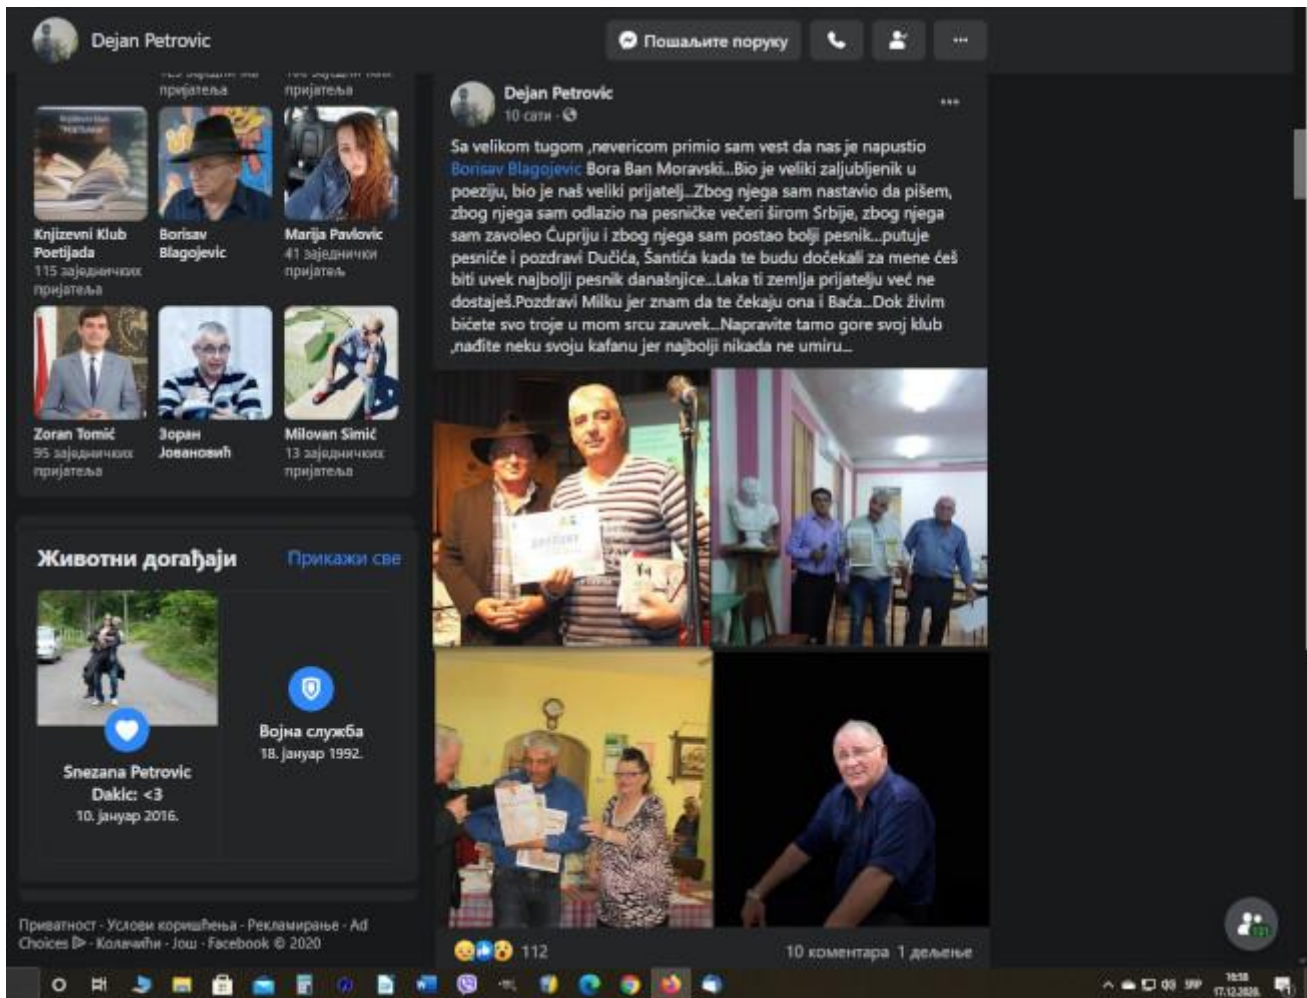 Dejan Petrovic
Пошаљите поруку
пријатеља
пријатеља
Knjizevni Klub
Poetijada
115 заједничких
пријатеља
Borisav
Blagojevic
Marija Pavlovic
41 заједнички
пријатељ
Zoran Tomić
95 заједничких
пријатеља
Зоран
Јовановић
Milovan Simić
13 заједничких
пријатеља
Животни догађаји
Прикажи све
Snezana Petrovic
Dakic: <3
10. јануар 2016.
Војна служба
18. јануар 1992.
Приватност · Услови коришћења · Рекламирање · Ad
Choices · Колачићи · Још · Facebook © 2020
Dejan Petrovic
10 сати ·
Sa velikom tugom ,nevericom primio sam vest da nas je napustio
Borisav Blagojevic Bora Ban Moravski...Bio je veliki zaljubljenik u
poeziju, bio je naš veliki prijatelj...Zbog njega sam nastavio da pišem,
zbog njega sam odlazio na pesničke večeri širom Srbije, zbog njega
sam zavoleo Ćupriju i zbog njega sam postao bolji pesnik...putuje
pesniče i pozdravi Dučića, Šantića kada te budu dočekali za mene ćeš
biti uvek najbolji pesnik današnjice...Laka ti zemlja prijatelju već ne
dostaješ.Pozdravi Milku jer znam da te čekaju ona i Baća...Dok živim
bićete svo troje u mom srcu zauvek...Napravite tamo gore svoj klub
,nađite neku svoju kafanu jer najbolji nikada ne umiru...
112
10 коментара 1 дељење
16:58
17.12.2020.